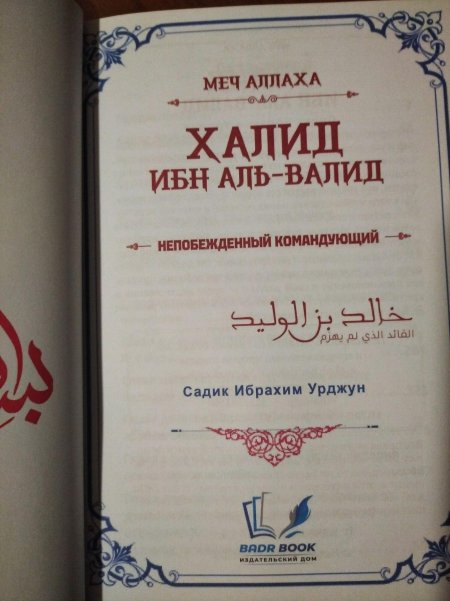 МЕЧ АЛЛАХА
ХАЛИД
ИБН АЛЬ-ВАЛИД
НЕПОБЕЖДЕННЫЙ КОМАНДУЮЩИЙ
خالد بن الوليد
القائد الذي لم يهزم
Садик Ибрахим Урджун
BADR BOOK
ИЗДАТЕЛЬСКИЙ ДОМ